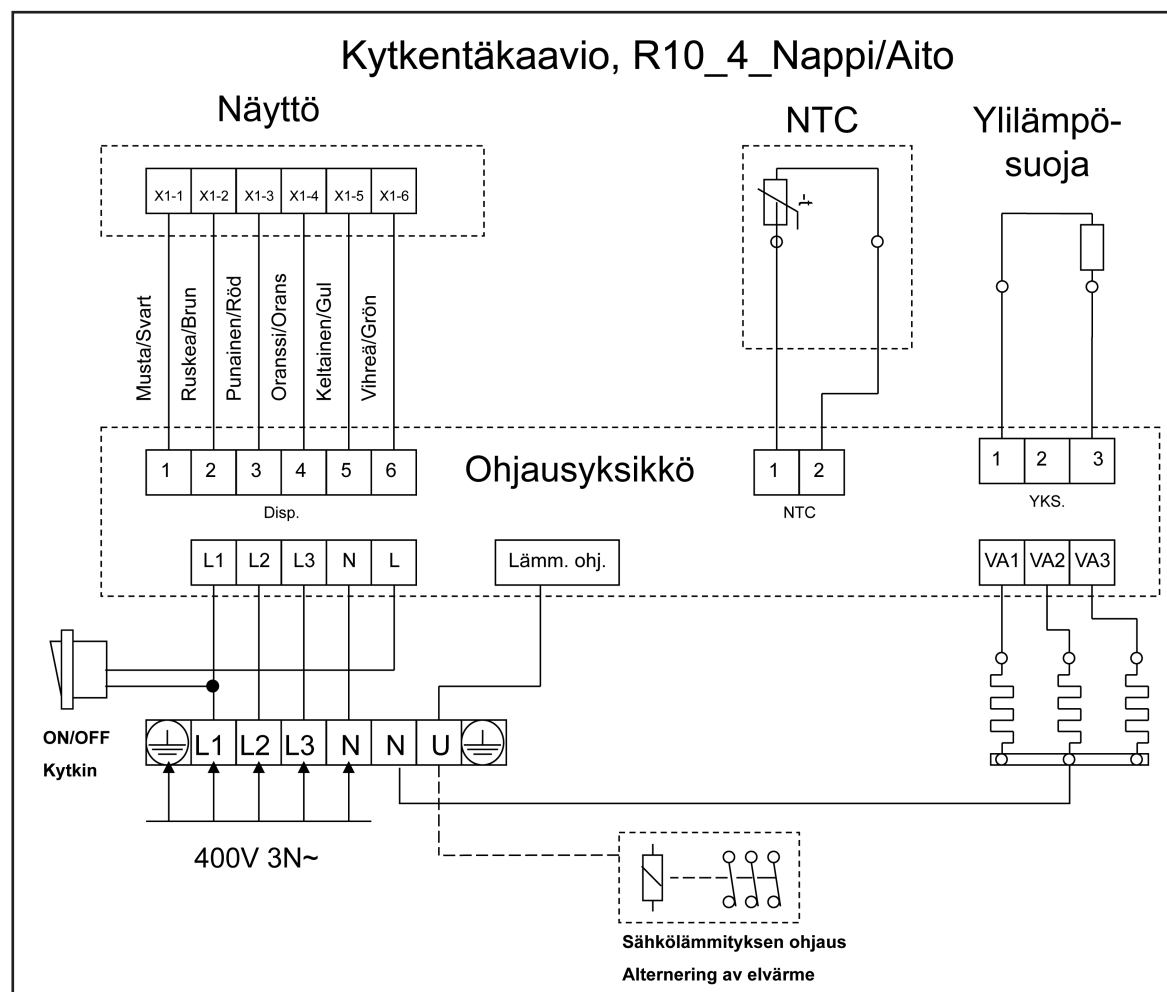 Kytkentäkaavio, R10_4_Nappi/Aito
Näyttö
NTC
Ylilämpö-
suoja
X1-1 X1-2 X1-3 X1-4 X1-5 X1-6
-t
Musta/Svart
Ruskea/Brun
Punainen/Röd
Oranssi/Orans
Keltainen/Gul
Vihreä/Grön
1 2 3 4 5 6
Disp.
Ohjausyksikkö
1 2
NTC
1 2 3
YKS.
L1 L2 L3 N L
Lämm. ohj.
VA1 VA2 VA3
ON/OFF
Kytkin
L1 L2 L3 N N U
400V 3N~
Sähkölämmityksen ohjaus
Alternering av elvärme